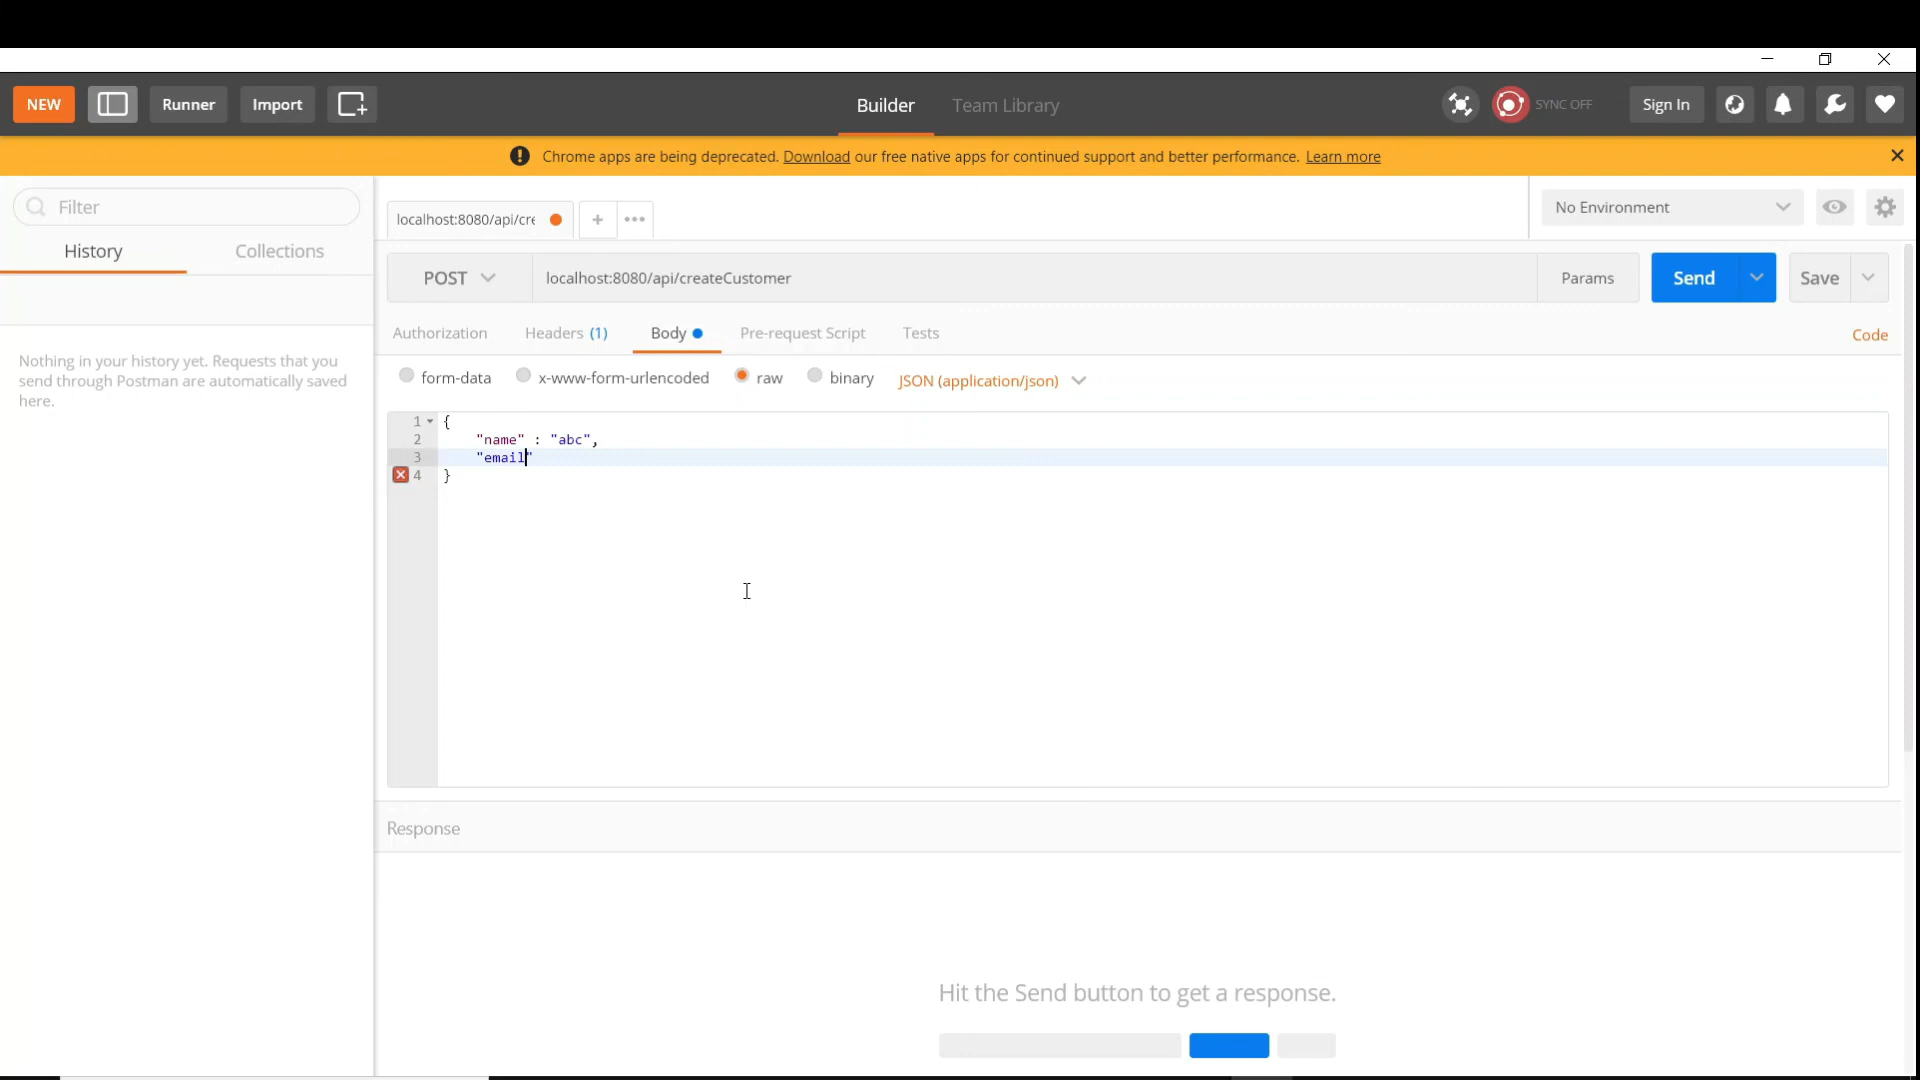 NEW
Runner
Import
Builder
Team Library
SYNC OFF
Sign In
Chrome apps are being deprecated. Download our free native apps for continued support and better performance. Learn more
Filter
History
Collections
Nothing in your history yet. Requests that you
send through Postman are automatically saved
here.
localhost:8080/api/cre
No Environment
POST
localhost:8080/api/createCustomer
Params
Send
Save
Authorization
Headers (1)
Body
Pre-request Script
Tests
Code
form-data
x-www-form-urlencoded
raw
binary
JSON (application/json)
1 {
2 "name" : "abc",
3 "email"
4 }
Response
Hit the Send button to get a response.